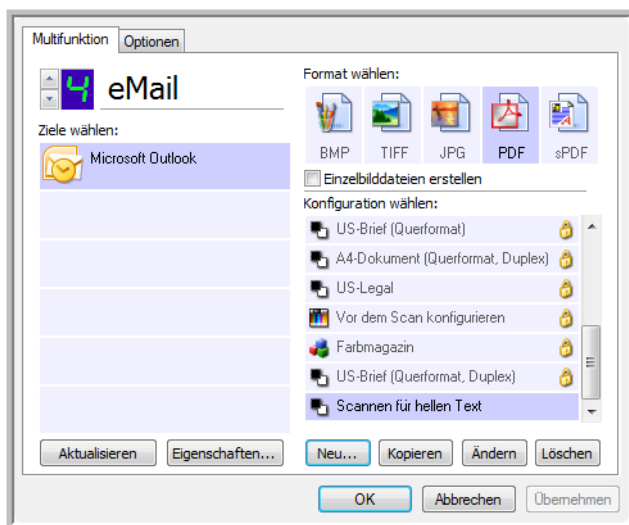 Multifunktion Optionen
4 eMail
Ziele wählen:
Microsoft Outlook
Aktualisieren Eigenschaften...
Format wählen:
BMP TIFF JPG PDF sPDF
Einzelbilddateien erstellen
Konfiguration wählen:
US-Brief (Querformat)
A4-Dokument (Querformat, Duplex)
US-Legal
Vor dem Scan konfigurieren
Farbmagazin
US-Brief (Querformat, Duplex)
Scannen für hellen Text
Neu... Kopieren Ändern Löschen
OK Abbrechen Übernehmen